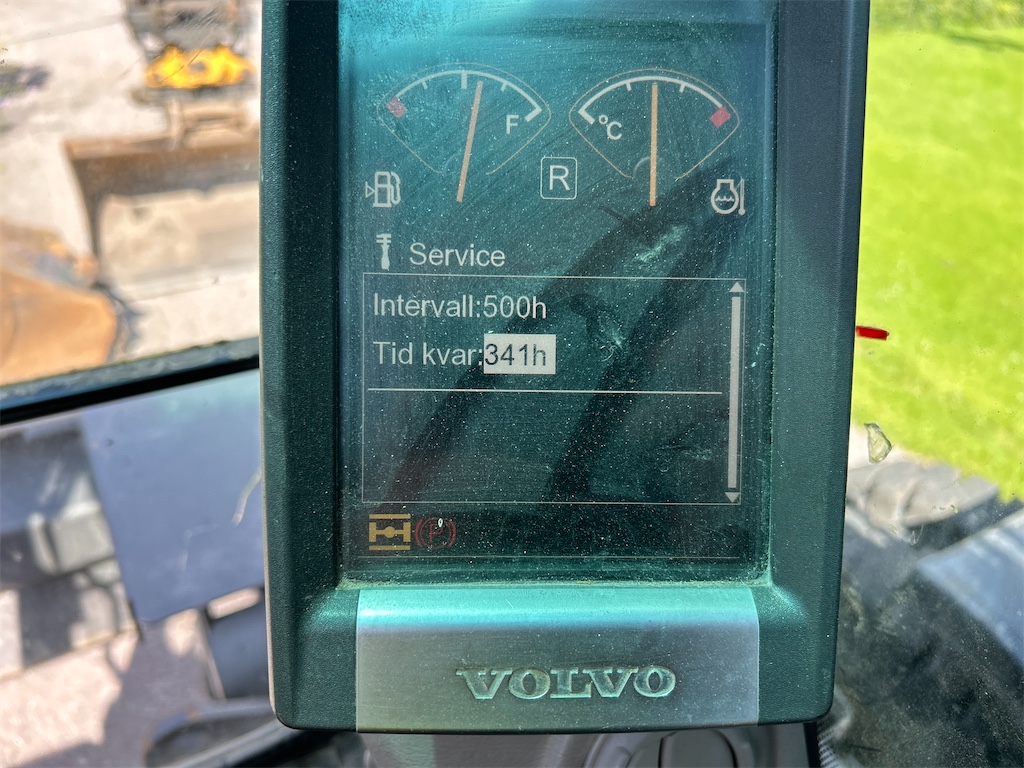 F
°C
R
Service
Intervall:500h
Tid kvar:341h
P
VOLVO